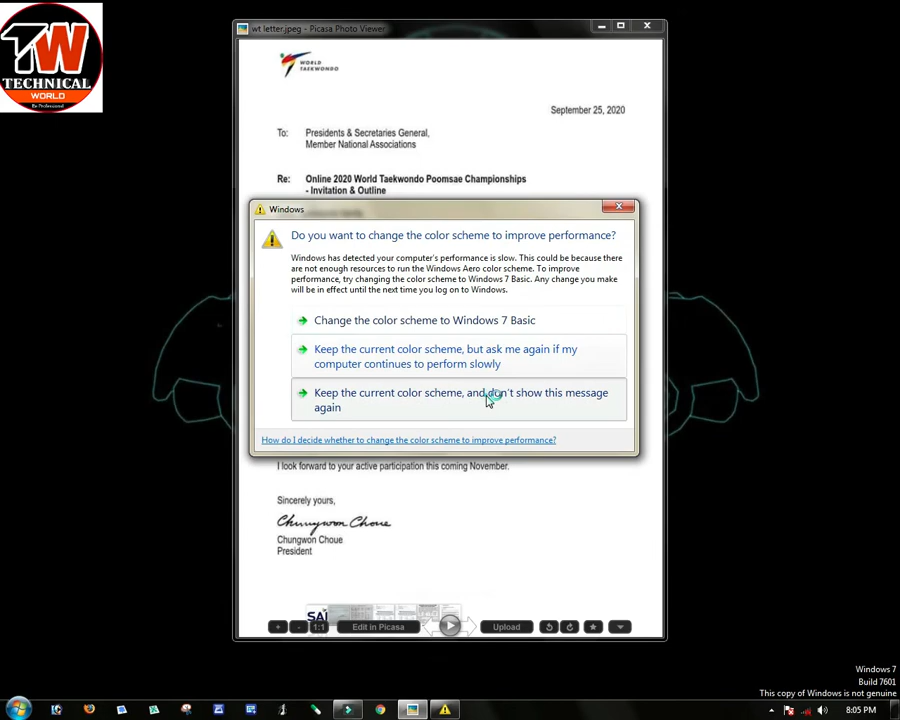 TW
TECHNICAL
WORLD
Be Professional
wt letter.jpeg - Picasa Photo Viewer
WORLD
TAEKWONDO
September 25, 2020
To: Presidents & Secretaries General,
Member National Associations
Re: Online 2020 World Taekwondo Poomsae Championships
- Invitation & Outline
Windows
Do you want to change the color scheme to improve performance?
Windows has detected your computer's performance is slow. This could be because there
are not enough resources to run the Windows Aero color scheme. To improve
performance, try changing the color scheme to Windows 7 Basic. Any change you make
will be in effect until the next time you log on to Windows.
Change the color scheme to Windows 7 Basic
Keep the current color scheme, but ask me again if my
computer continues to perform slowly
Keep the current color scheme, and don't show this message
again
How do I decide whether to change the color scheme to improve performance?
I look forward to your active participation this coming November.
Sincerely yours,
Chungwon Choue
Chungwon Choue
President
SAI
+ - 1:1 Edit in Picasa Upload
Windows 7
Build 7601
This copy of Windows is not genuine
8:05 PM